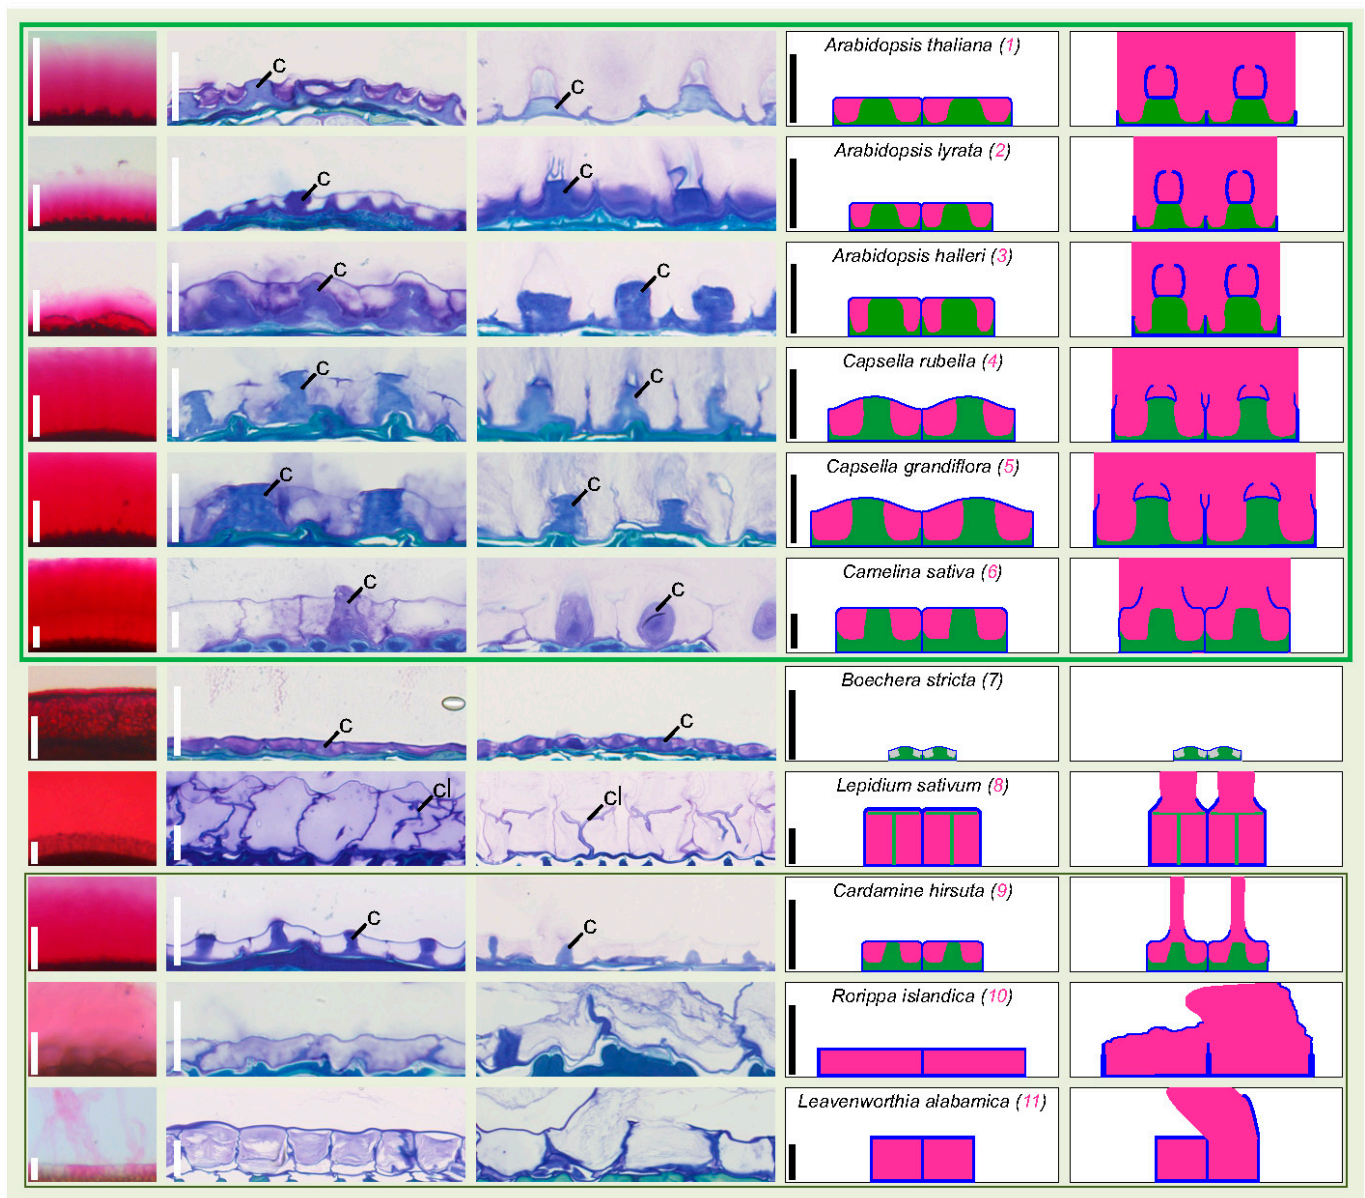 C
C
Arabidopsis thaliana (1)
C
C
Arabidopsis lyrata (2)
C
C
Arabidopsis halleri (3)
C
C
Capsella rubella (4)
C
C
Capsella grandiflora (5)
C
C
Camelina sativa (6)
C
C
Boechera stricta (7)
Cl
Cl
Lepidium sativum (8)
C
C
Cardamine hirsuta (9)
Rorippa islandica (10)
Leavenworthia alabamica (11)